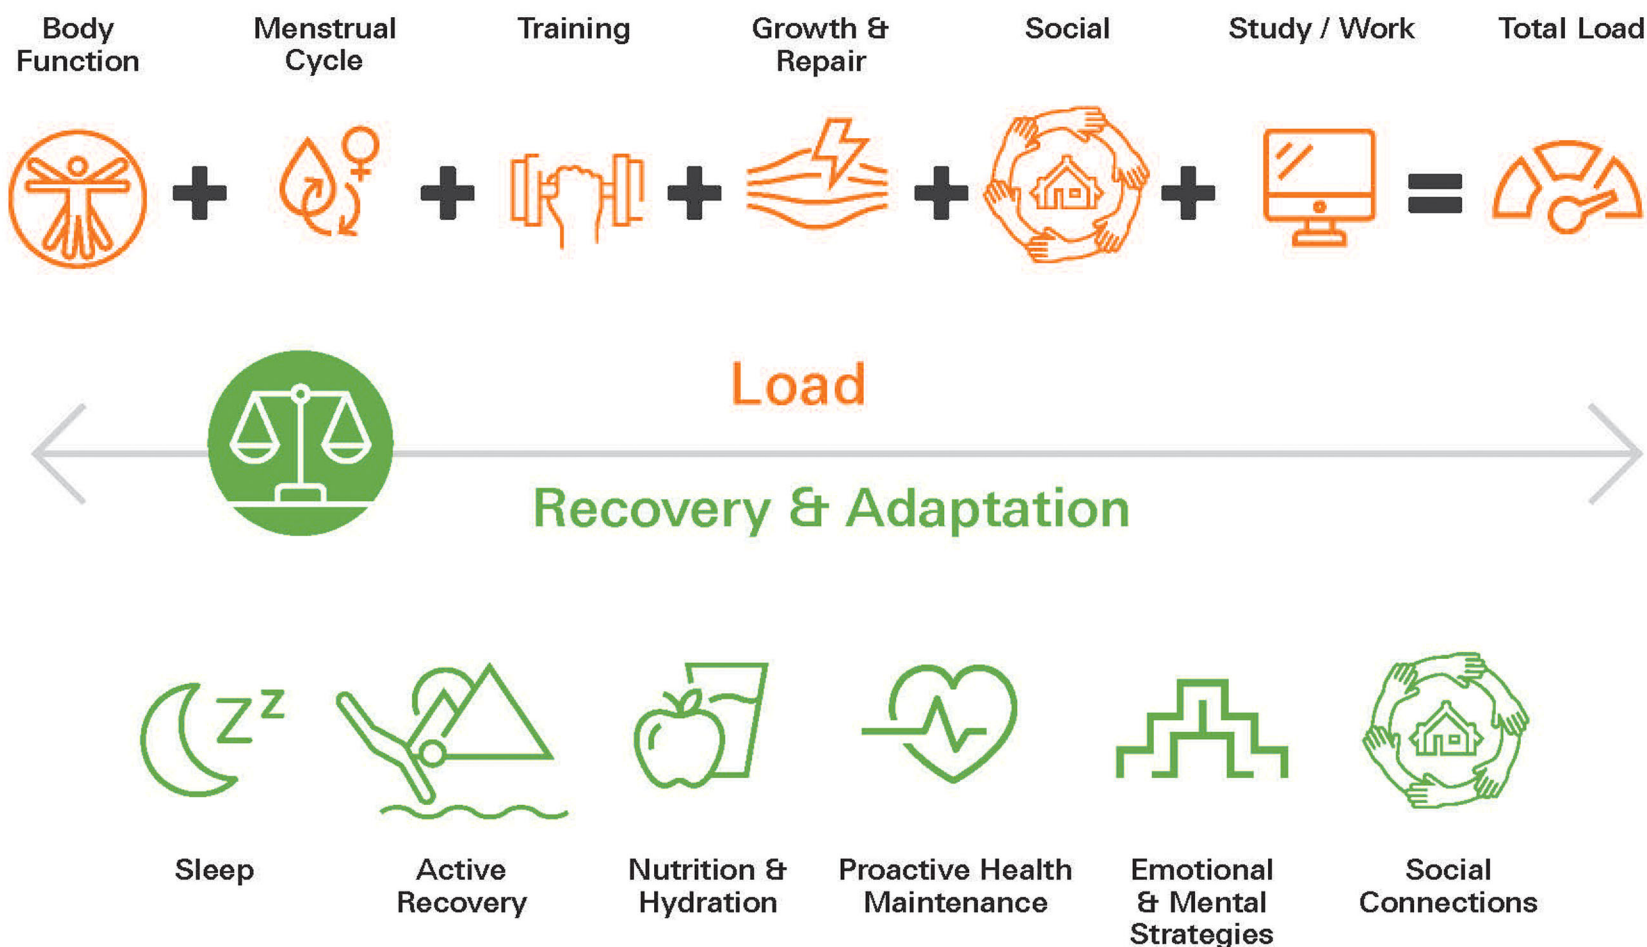 Body
Function
Menstrual
Cycle
Training
Growth &
Repair
Social
Study / Work
Total Load
+ + + + + =
Load
Recovery & Adaptation
Z Z
Sleep
Active
Recovery
Nutrition &
Hydration
Proactive Health
Maintenance
Emotional
& Mental
Strategies
Social
Connections